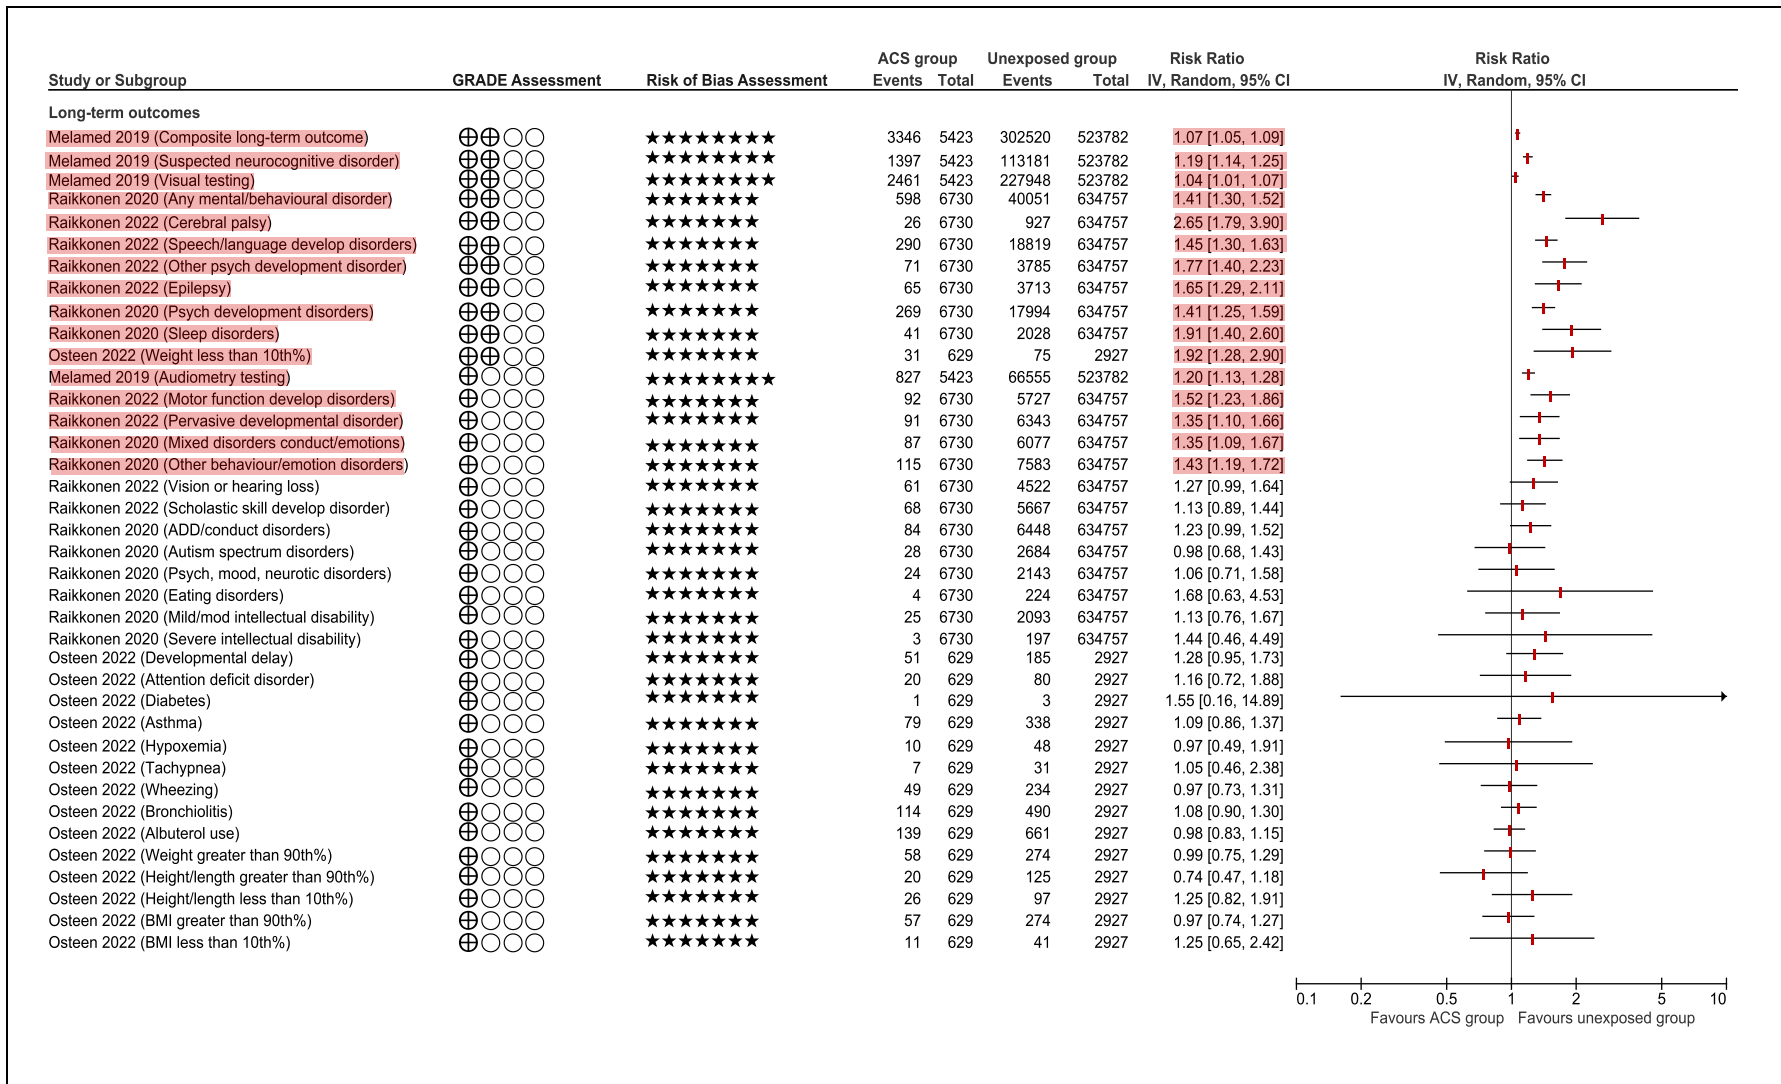 ACS group Unexposed group Risk Ratio Risk Ratio
Study or Subgroup GRADE Assessment Risk of Bias Assessment Events Total Events Total IV, Random, 95% CI IV, Random, 95% CI
Long-term outcomes
Melamed 2019 (Composite long-term outcome) ★★★★★★★★ 3346 5423 302520 523782 1.07 [1.05, 1.09]
Melamed 2019 (Suspected neurocognitive disorder) ★★★★★★★★ 1397 5423 113181 523782 1.19 [1.14, 1.25]
Melamed 2019 (Visual testing) ★★★★★★★★ 2461 5423 227948 523782 1.04 [1.01, 1.07]
Raikkonen 2020 (Any mental/behavioural disorder) ★★★★★★★ 598 6730 40051 634757 1.41 [1.30, 1.52]
Raikkonen 2022 (Cerebral palsy) ★★★★★★★ 26 6730 927 634757 2.65 [1.79, 3.90]
Raikkonen 2022 (Speech/language develop disorders) ★★★★★★★ 290 6730 18819 634757 1.45 [1.30, 1.63]
Raikkonen 2022 (Other psych development disorder) ★★★★★★★ 71 6730 3785 634757 1.77 [1.40, 2.23]
Raikkonen 2022 (Epilepsy) ★★★★★★★ 65 6730 3713 634757 1.65 [1.29, 2.11]
Raikkonen 2020 (Psych development disorders) ★★★★★★★ 269 6730 17994 634757 1.41 [1.25, 1.59]
Raikkonen 2020 (Sleep disorders) ★★★★★★★ 41 6730 2028 634757 1.91 [1.40, 2.60]
Osteen 2022 (Weight less than 10th%) ★★★★★★★ 31 629 75 2927 1.92 [1.28, 2.90]
Melamed 2019 (Audiometry testing) ★★★★★★★★ 827 5423 66555 523782 1.20 [1.13, 1.28]
Raikkonen 2022 (Motor function develop disorders) ★★★★★★★ 92 6730 5727 634757 1.52 [1.23, 1.86]
Raikkonen 2022 (Pervasive developmental disorder) ★★★★★★★ 91 6730 6343 634757 1.35 [1.10, 1.66]
Raikkonen 2020 (Mixed disorders conduct/emotions) ★★★★★★★ 87 6730 6077 634757 1.35 [1.09, 1.67]
Raikkonen 2020 (Other behaviour/emotion disorders) ★★★★★★★ 115 6730 7583 634757 1.43 [1.19, 1.72]
Raikkonen 2022 (Vision or hearing loss) ★★★★★★★ 61 6730 4522 634757 1.27 [0.99, 1.64]
Raikkonen 2022 (Scholastic skill develop disorder) ★★★★★★★ 68 6730 5667 634757 1.13 [0.89, 1.44]
Raikkonen 2020 (ADD/conduct disorders) ★★★★★★★ 84 6730 6448 634757 1.23 [0.99, 1.52]
Raikkonen 2020 (Autism spectrum disorders) ★★★★★★★ 28 6730 2684 634757 0.98 [0.68, 1.43]
Raikkonen 2020 (Psych, mood, neurotic disorders) ★★★★★★★ 24 6730 2143 634757 1.06 [0.71, 1.58]
Raikkonen 2020 (Eating disorders) ★★★★★★★ 4 6730 224 634757 1.68 [0.63, 4.53]
Raikkonen 2020 (Mild/mod intellectual disability) ★★★★★★★ 25 6730 2093 634757 1.13 [0.76, 1.67]
Raikkonen 2020 (Severe intellectual disability) ★★★★★★★ 3 6730 197 634757 1.44 [0.46, 4.49]
Osteen 2022 (Developmental delay) ★★★★★★★ 51 629 185 2927 1.28 [0.95, 1.73]
Osteen 2022 (Attention deficit disorder) ★★★★★★★ 20 629 80 2927 1.16 [0.72, 1.88]
Osteen 2022 (Diabetes) ★★★★★★★ 1 629 3 2927 1.55 [0.16, 14.89]
Osteen 2022 (Asthma) ★★★★★★★ 79 629 338 2927 1.09 [0.86, 1.37]
Osteen 2022 (Hypoxemia) ★★★★★★★ 10 629 48 2927 0.97 [0.49, 1.91]
Osteen 2022 (Tachypnea) ★★★★★★★ 7 629 31 2927 1.05 [0.46, 2.38]
Osteen 2022 (Wheezing) ★★★★★★★ 49 629 234 2927 0.97 [0.73, 1.31]
Osteen 2022 (Bronchiolitis) ★★★★★★★ 114 629 490 2927 1.08 [0.90, 1.30]
Osteen 2022 (Albuterol use) ★★★★★★★ 139 629 661 2927 0.98 [0.83, 1.15]
Osteen 2022 (Weight greater than 90th%) ★★★★★★★ 58 629 274 2927 0.99 [0.75, 1.29]
Osteen 2022 (Height/length greater than 90th%) ★★★★★★★ 20 629 125 2927 0.74 [0.47, 1.18]
Osteen 2022 (Height/length less than 10th%) ★★★★★★★ 26 629 97 2927 1.25 [0.82, 1.91]
Osteen 2022 (BMI greater than 90th%) ★★★★★★★ 57 629 274 2927 0.97 [0.74, 1.27]
Osteen 2022 (BMI less than 10th%) ★★★★★★★ 11 629 41 2927 1.25 [0.65, 2.42]
0.1 0.2 0.5 1 2 5 10
Favours ACS group Favours unexposed group